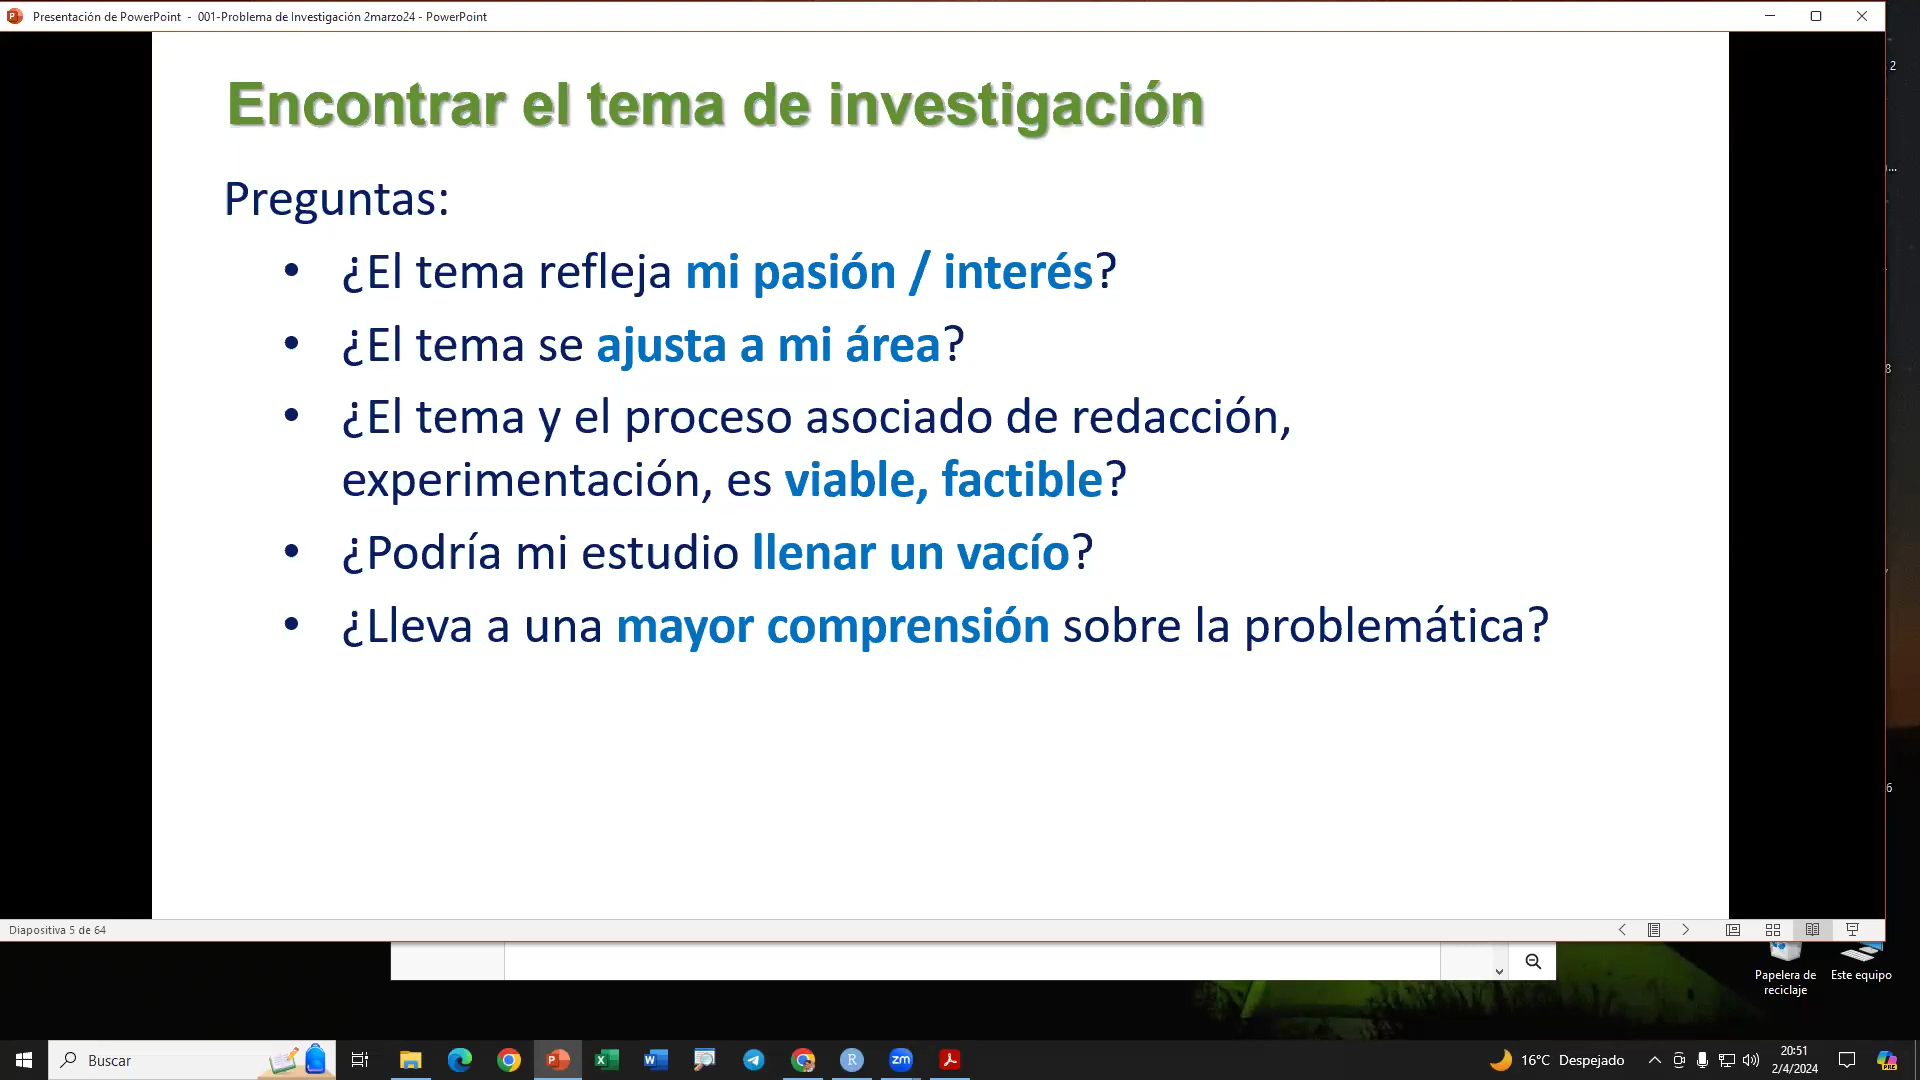 Presentación de PowerPoint - 001-Problema de Investigación 2marzo24 - PowerPoint
Encontrar el tema de investigación
Preguntas:
• ¿El tema refleja mi pasión / interés?
• ¿El tema se ajusta a mi área?
• ¿El tema y el proceso asociado de redacción,
experimentación, es viable, factible?
• ¿Podría mi estudio llenar un vacío?
• ¿Lleva a una mayor comprensión sobre la problemática?
Diapositiva 5 de 64
Papelera de
reciclaje
Este equipo
Buscar
zm
16°C Despejado
20:51
2/4/2024